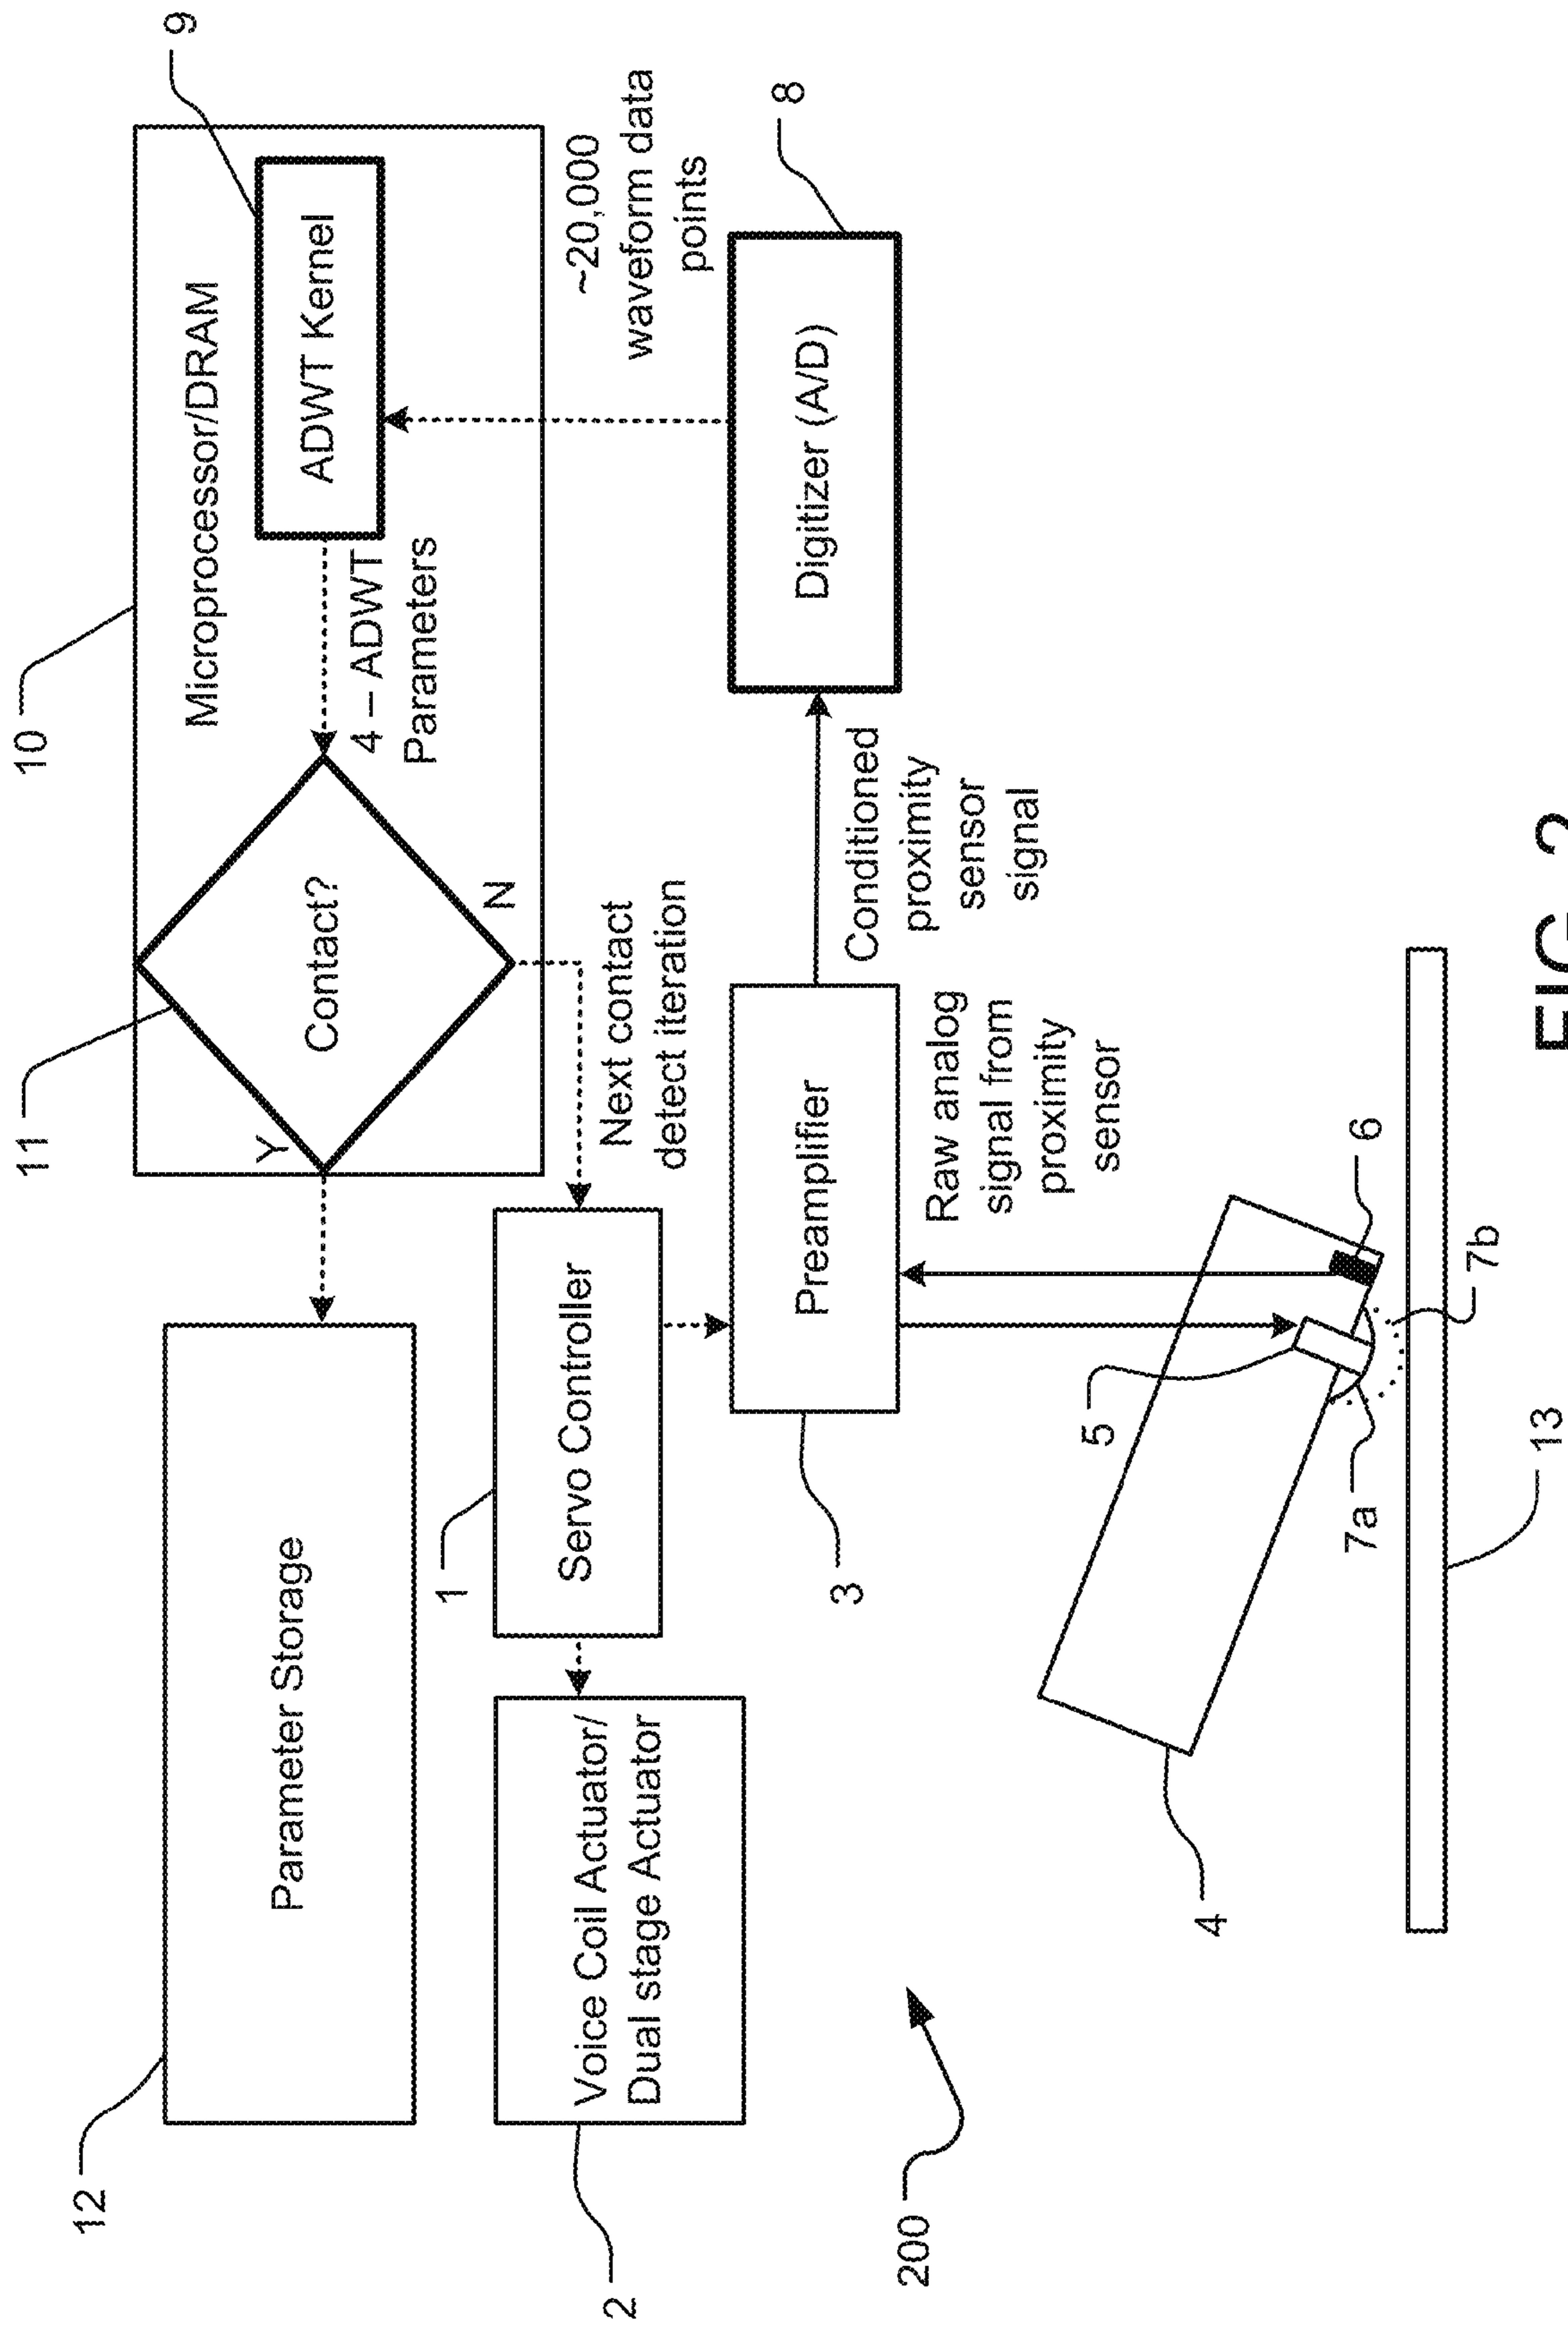 12
Parameter Storage
11
Y
Contact?
N
10
Microprocessor/DRAM
4 – ADWT
Parameters
ADWT Kernel
9
2
Voice Coil Actuator/
Dual stage Actuator
1
Servo Controller
Next contact
detect iteration
~20,000
waveform data
points
3
Preamplifier
Conditioned
proximity
sensor
signal
Digitizer (A/D)
8
Raw analog
signal from
proximity
sensor
200
4
5
6
7a
7b
13
FIG. 2